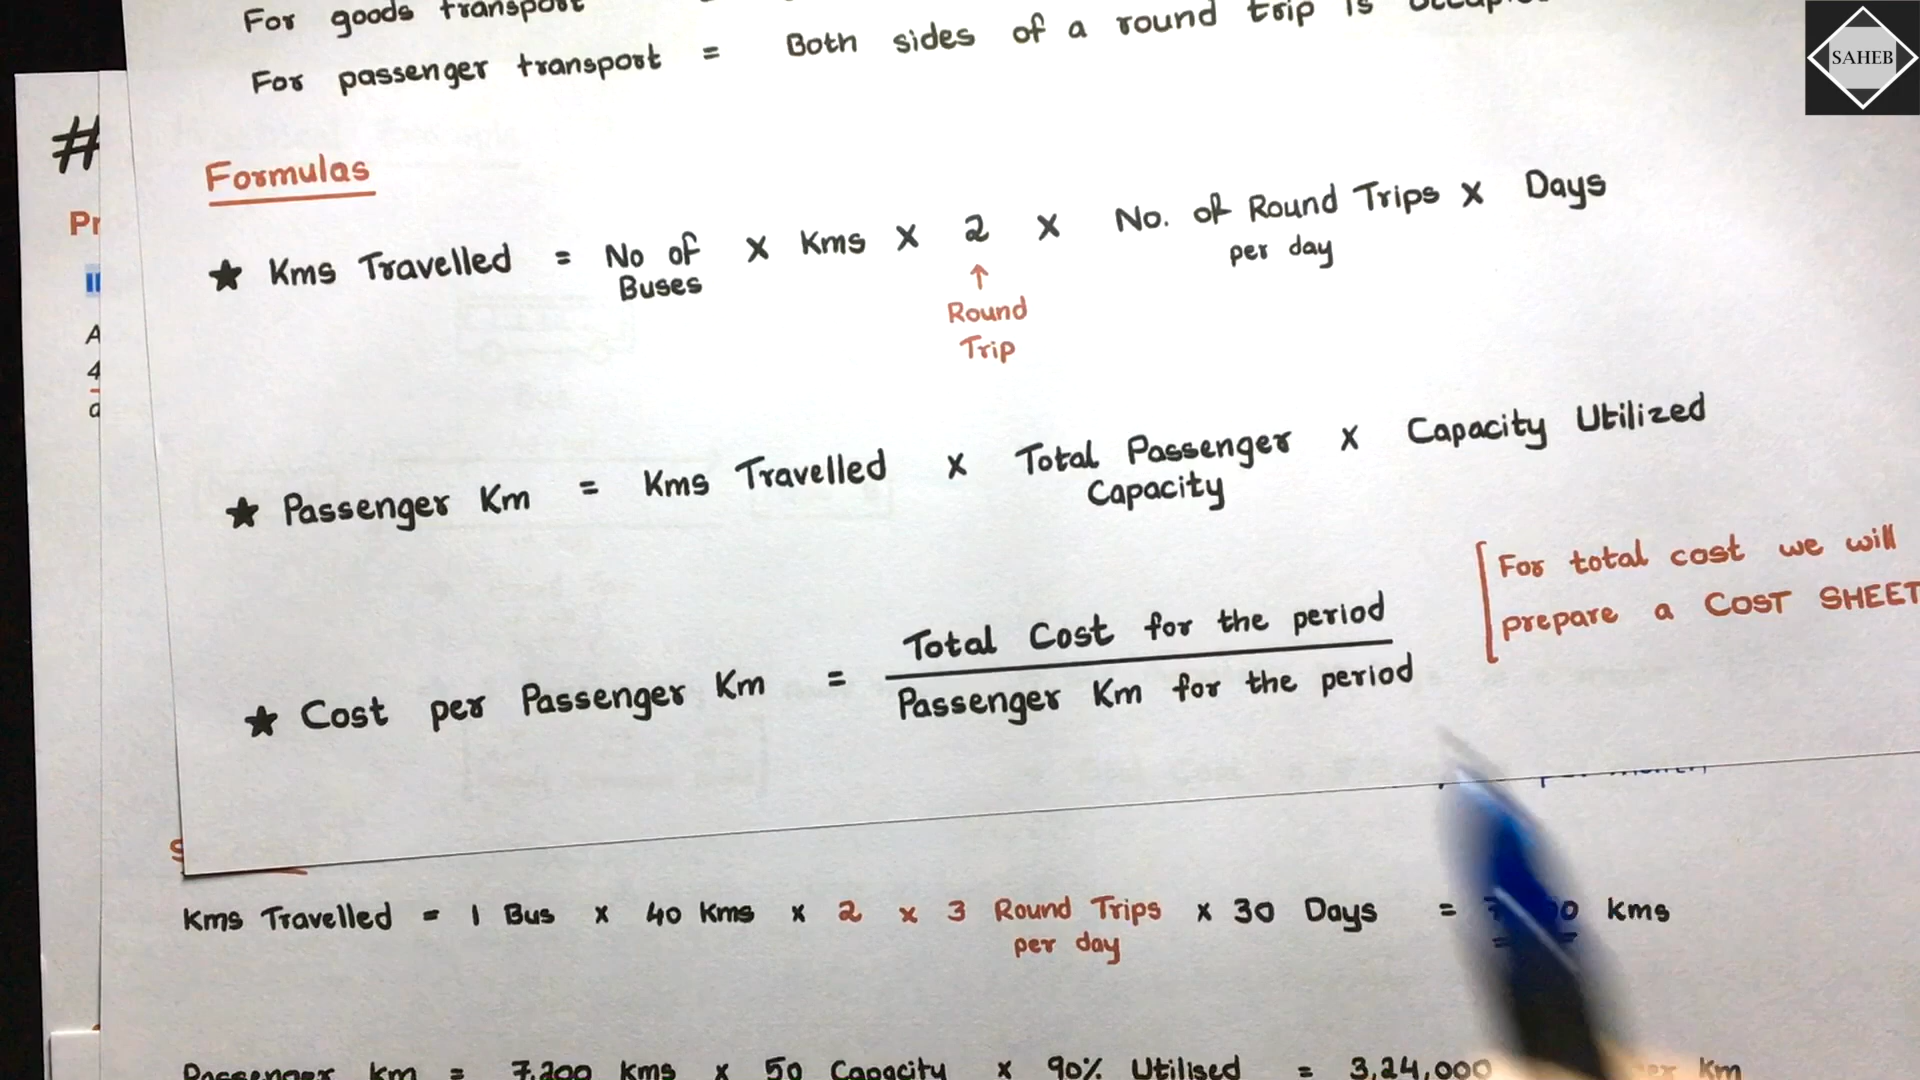 For goods transport =
For passenger transport = Both sides of a round trip is
SAHEB
#
Pr
Formulas
★ Kms Travelled = No of Buses × Kms × 2 × No. of Round Trips per day × Days
↑
Round
Trip
A
4
★ Passenger Km = Kms Travelled × Total Passenger Capacity × Capacity Utilized
★ Cost per Passenger Km = Total Cost for the period / Passenger Km for the period
[For total cost we will
prepare a COST SHEET
S
Kms Travelled = 1 Bus × 40 Kms × 2 × 3 Round Trips per day × 30 Days = kms
Passenger Km = 7,200 Kms × 50 Capacity × 90% Utilised = 3,24,000 Km